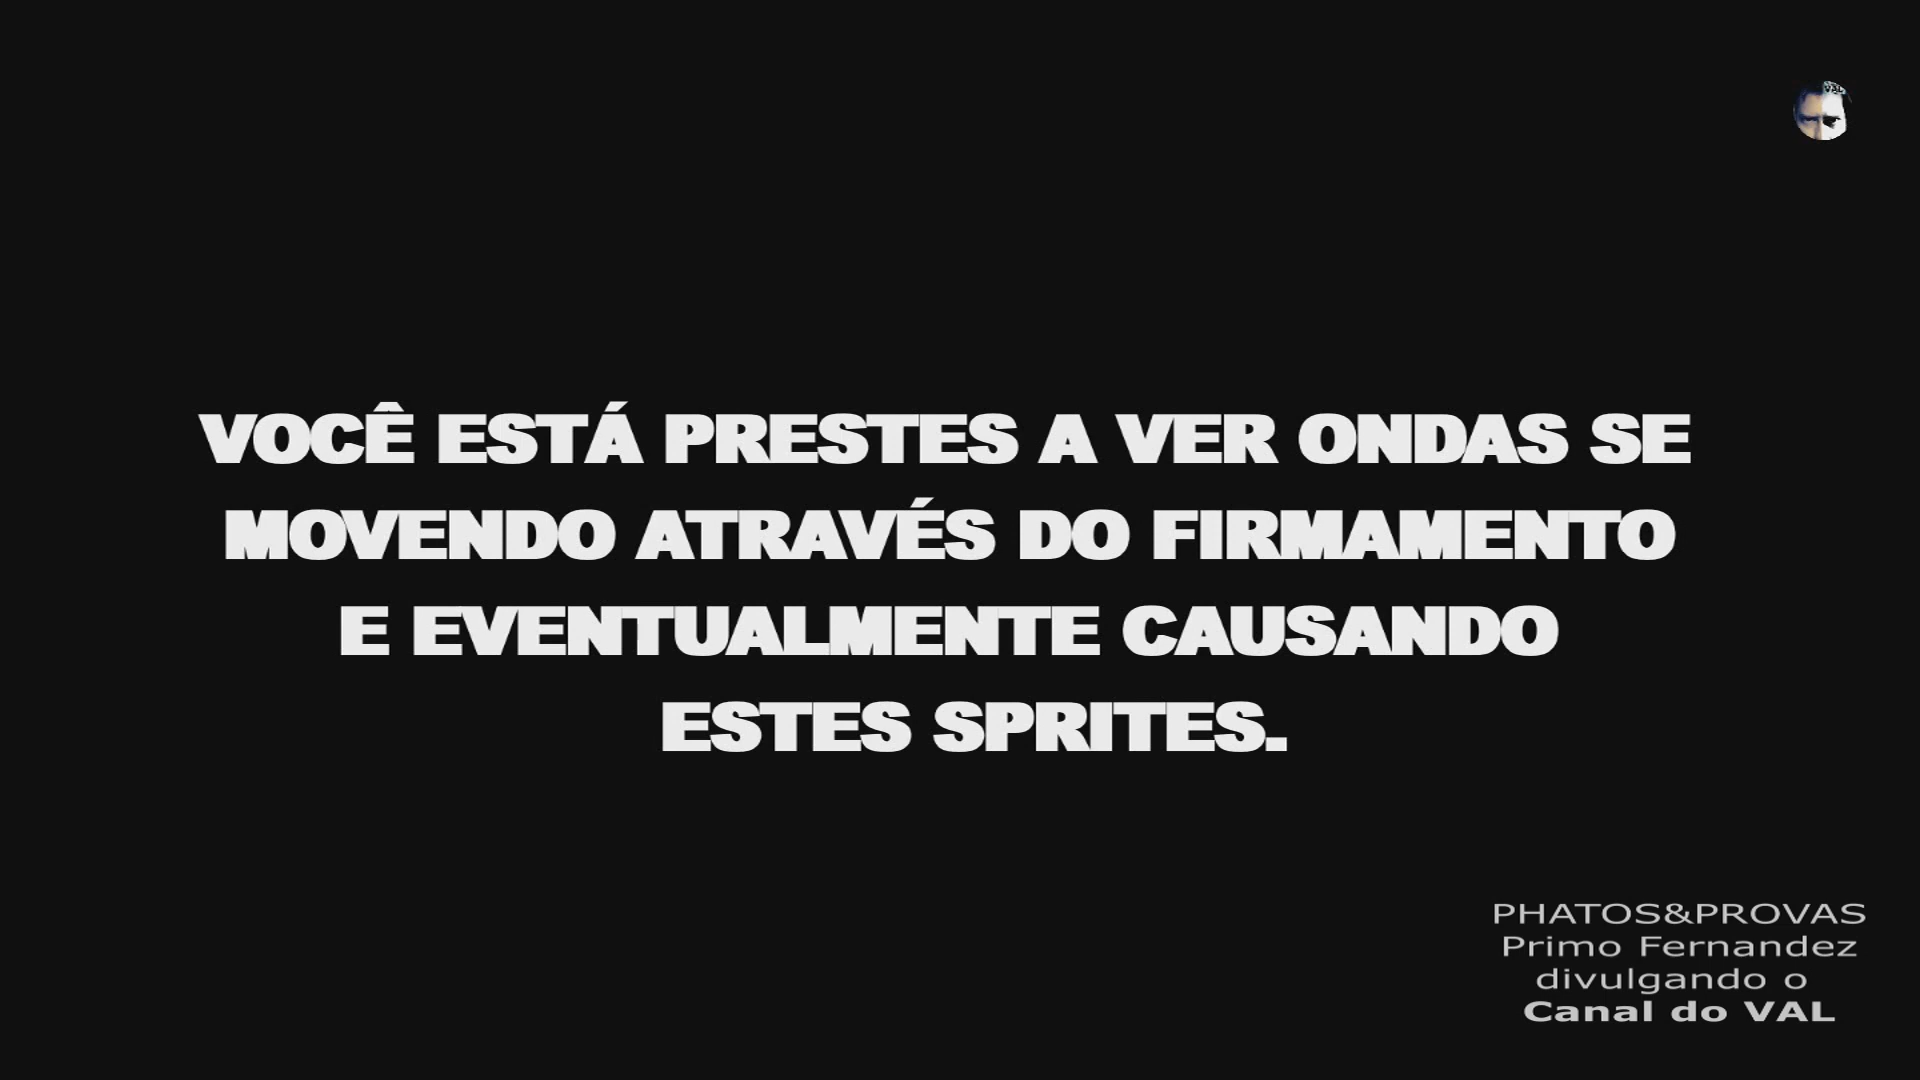 VOCÊ ESTÁ PRESTES A VER ONDAS SE
MOVENDO ATRAVÉS DO FIRMAMENTO
E EVENTUALMENTE CAUSANDO
ESTES SPRITES.
PHATOS&PROVAS
Primo Fernandez
divulgando o
Canal do VAL